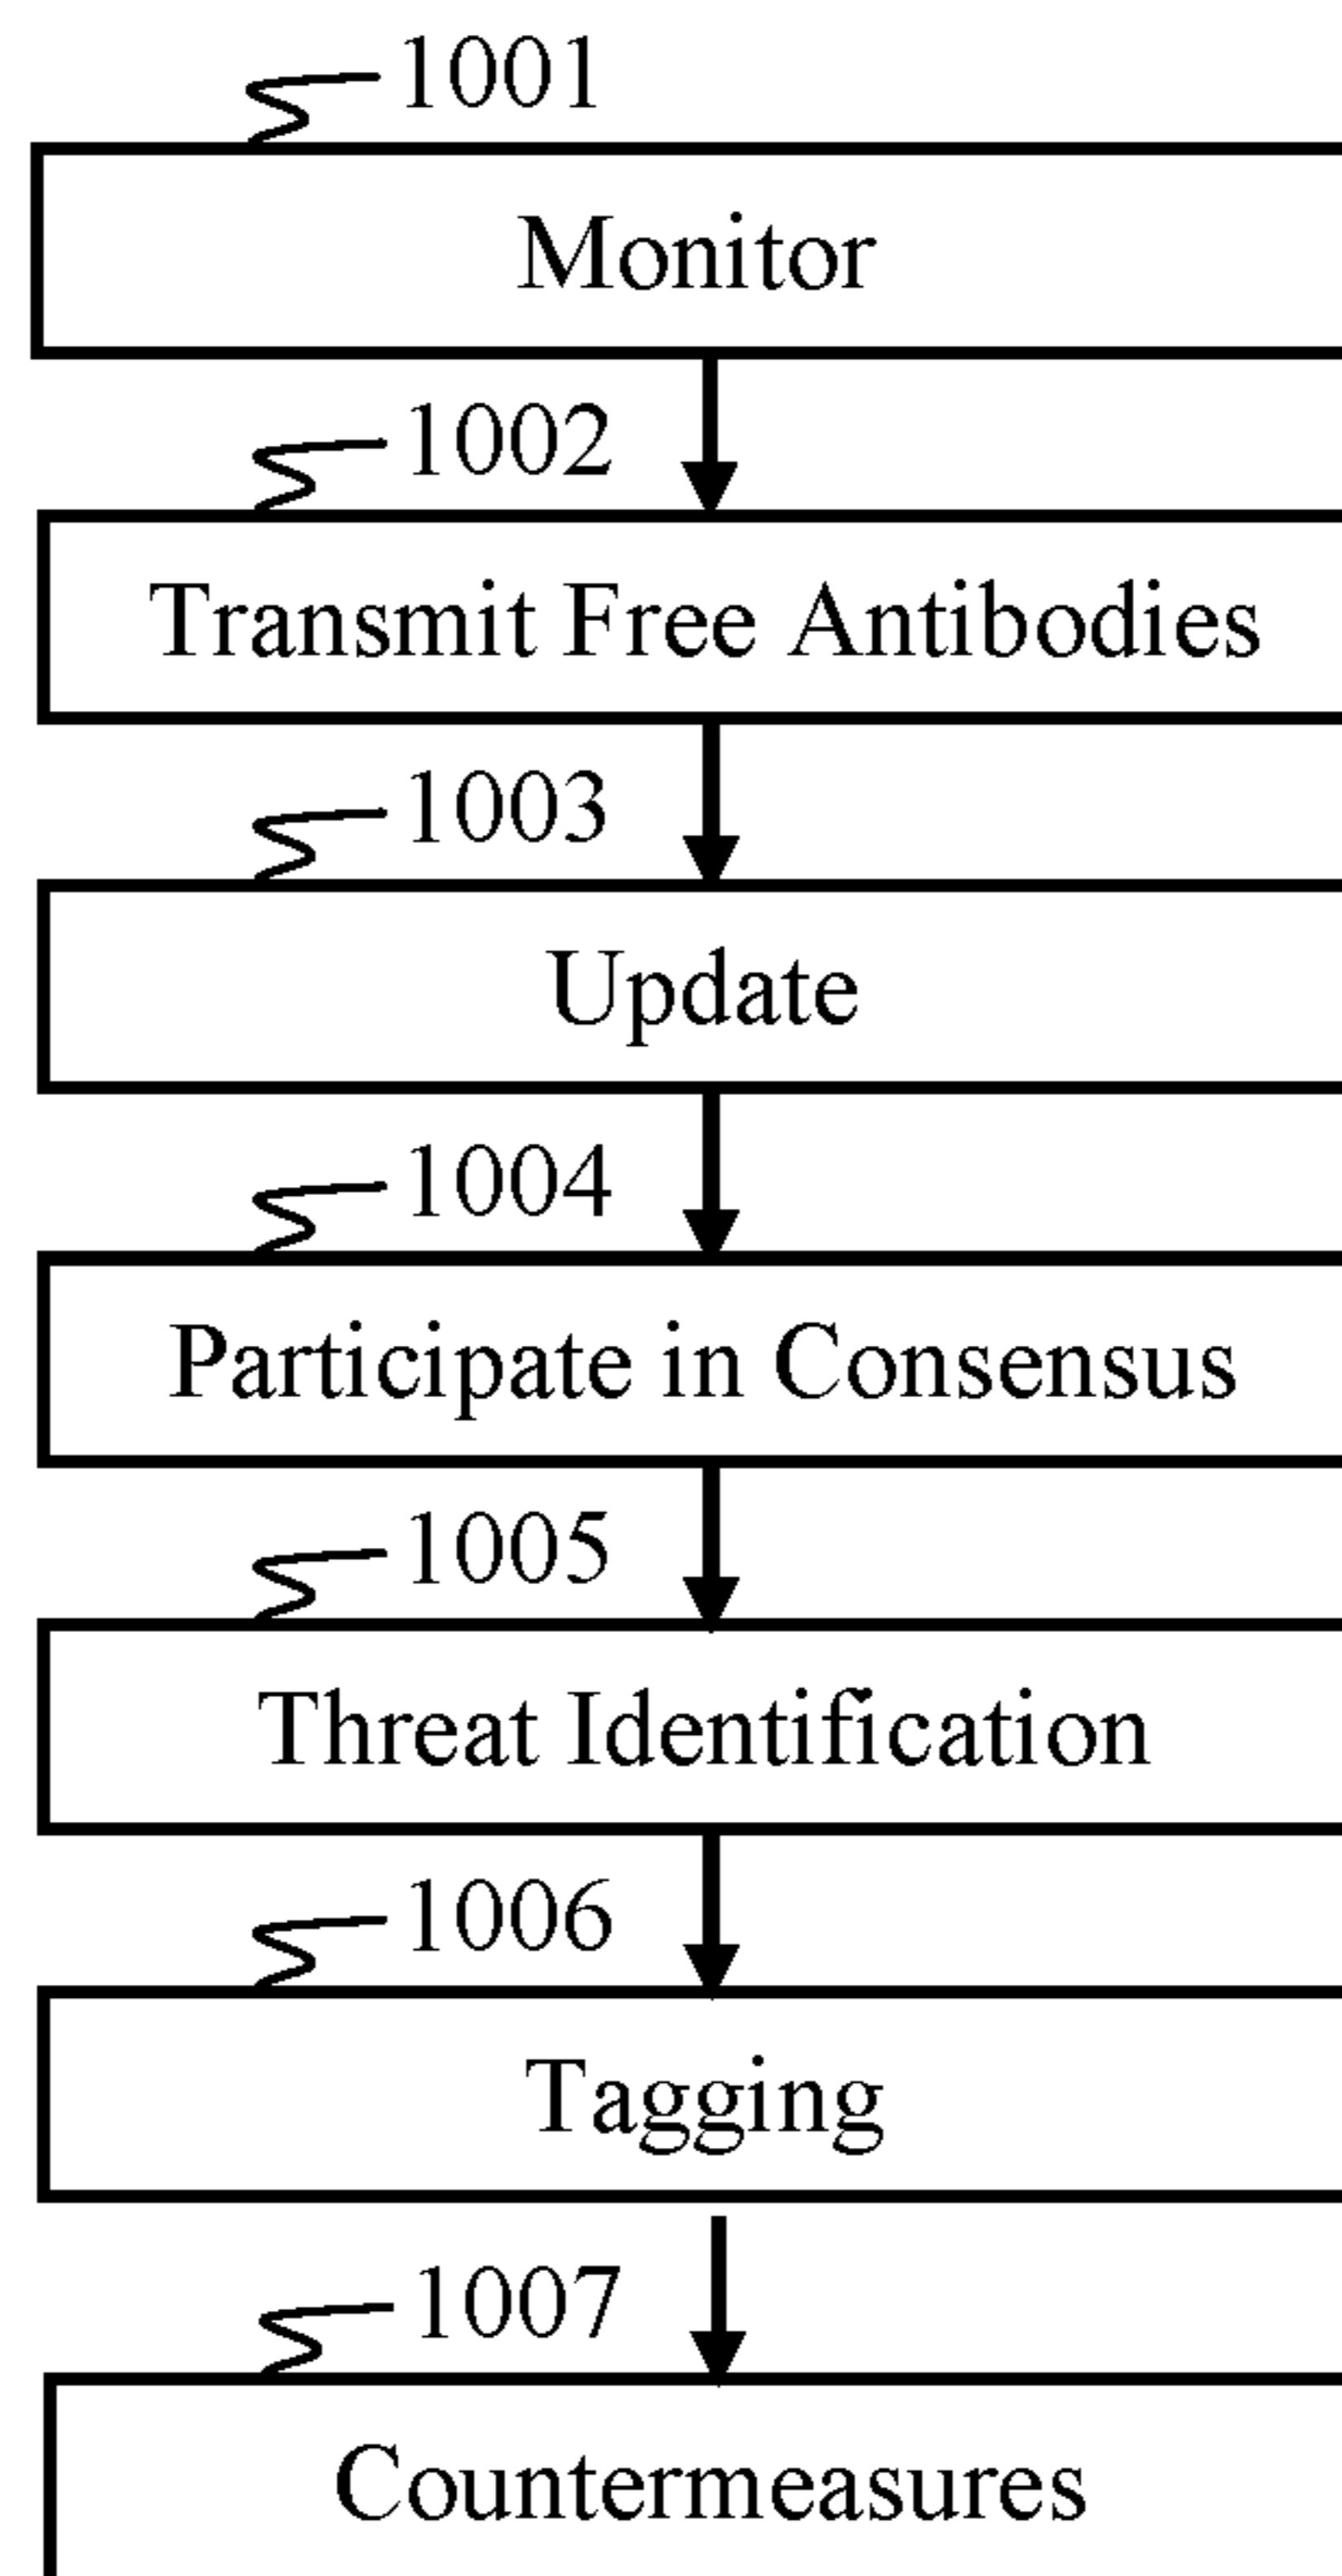 1001
Monitor
1002
Transmit Free Antibodies
1003
Update
1004
Participate in Consensus
1005
Threat Identification
1006
Tagging
1007
Countermeasures